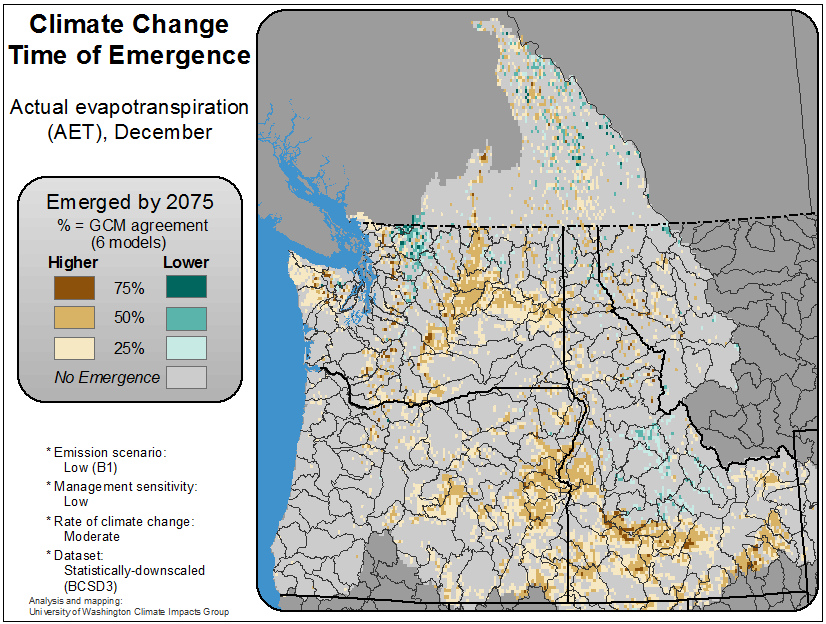 Climate Change
Time of Emergence
Actual evapotranspiration
(AET), December
Emerged by 2075
% = GCM agreement
(6 models)
Higher Lower
75%
50%
25%
No Emergence
* Emission scenario:
Low (B1)
* Management sensitivity:
Low
* Rate of climate change:
Moderate
* Dataset:
Statistically-downscaled
(BCSD3)
Analysis and mapping:
University of Washington Climate Impacts Group